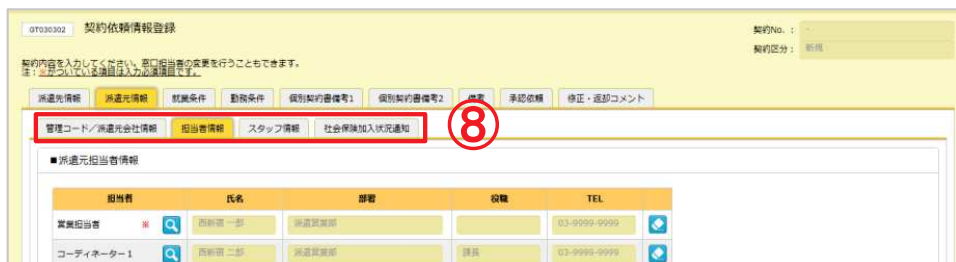 GT030302 契約依頼情報登録
契約No. : -
契約区分 : 新規
契約内容を入力してください。窓口担当者の変更を行うこともできます。
注：※がついている項目は入力必須項目です。
派遣先情報 派遣元情報 就業条件 勤務条件 個別契約書備考1 個別契約書備考2 備考 承認依頼 修正・返却コメント
管理コード／派遣元会社情報 担当者情報 スタッフ情報 社会保険加入状況通知 ⑧
■派遣元担当者情報
担当者 氏名 部署 役職 TEL
営業担当者 ※ 西新宿 一郎 派遣営業部 03-9999-9999
コーディネーター1 西新宿 二郎 派遣営業部 課長 03-9999-9999